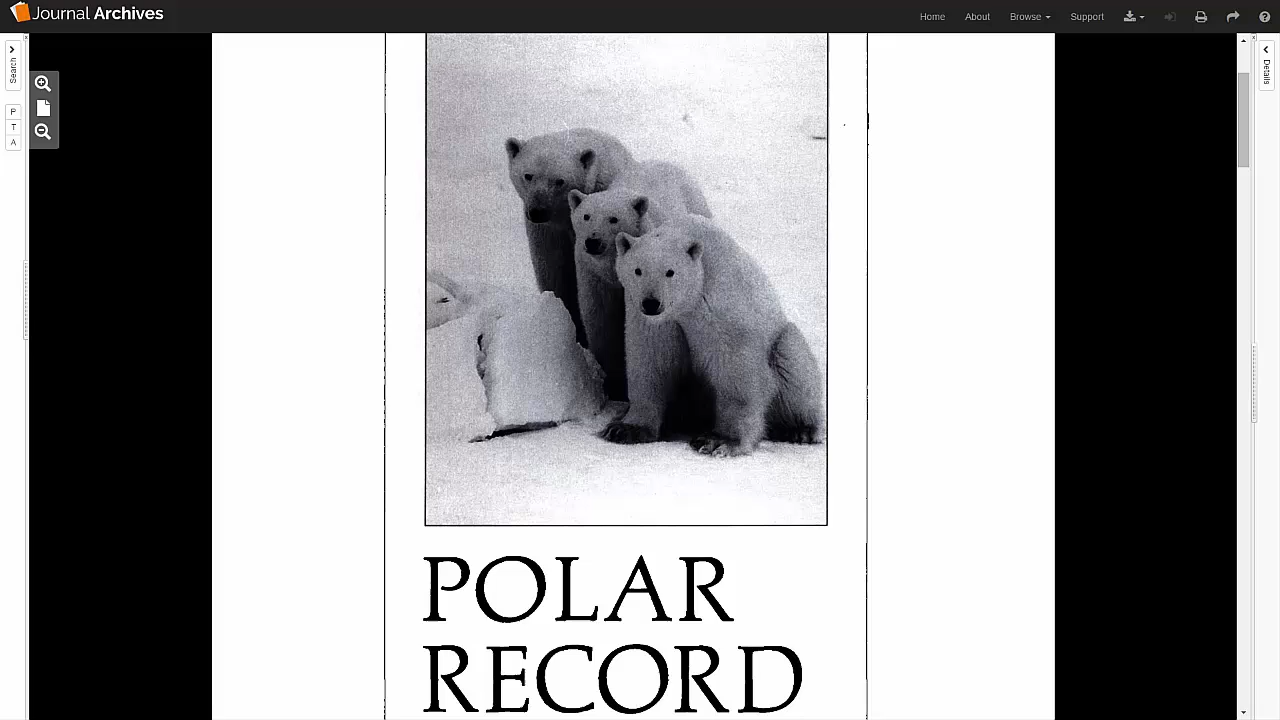 Journal Archives
Home About Browse Support
Search
Details
P
T
A
POLAR
RECORD